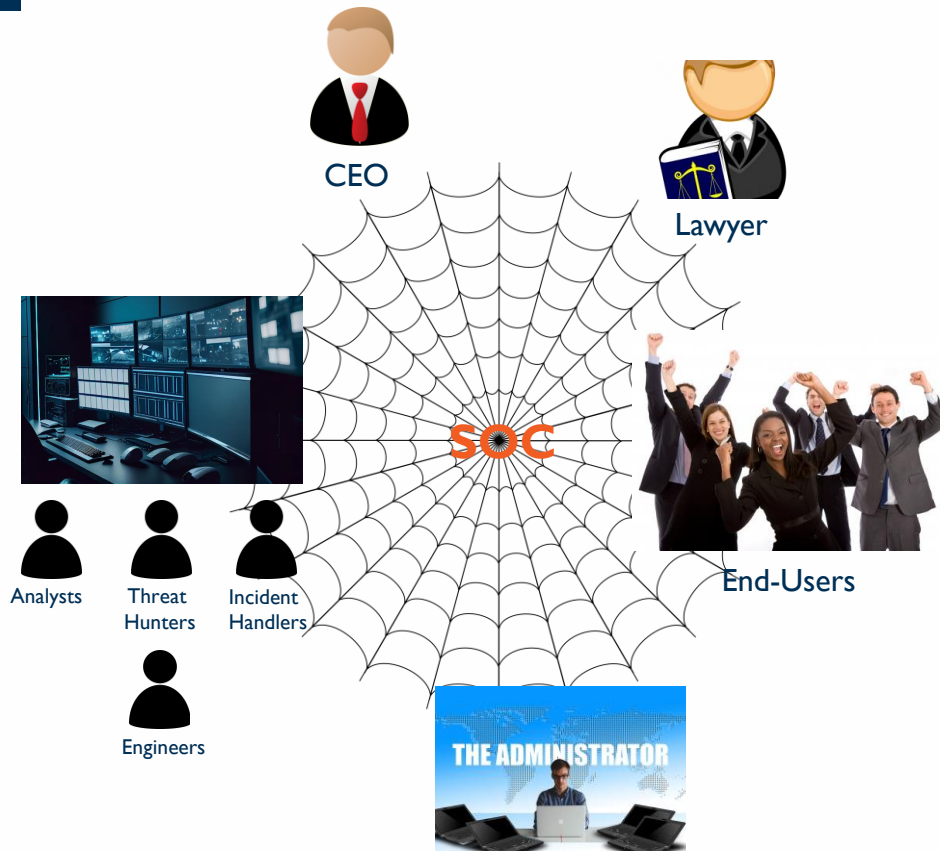 CEO
Lawyer
SOC
Analysts
Threat
Hunters
Incident
Handlers
End-Users
Engineers
THE ADMINISTRATOR